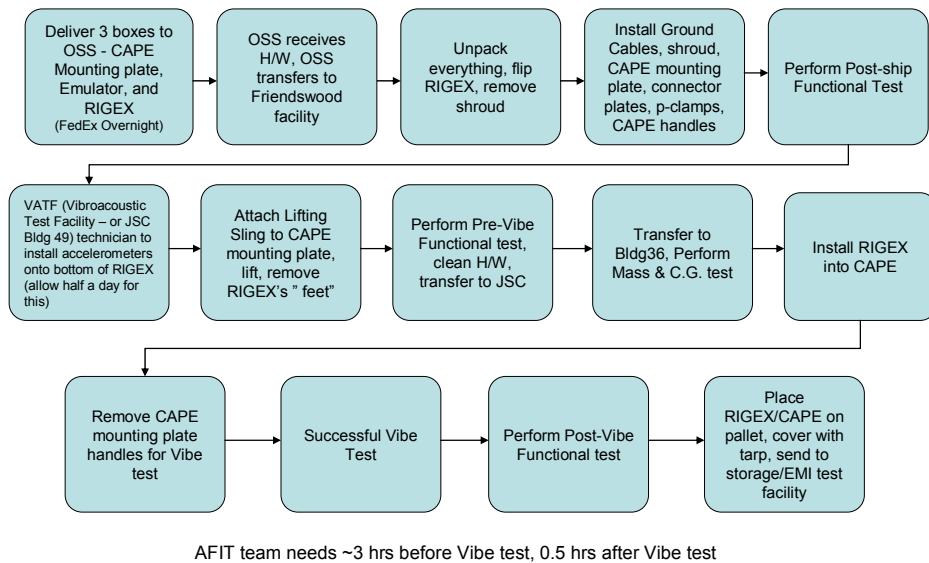 Deliver 3 boxes to
OSS - CAPE
Mounting plate,
Emulator, and
RIGEX
(FedEx Overnight)
OSS receives
H/W, OSS
transfers to
Friendswood
facility
Unpack
everything, flip
RIGEX, remove
shroud
Install Ground
Cables, shroud,
CAPE mounting
plate, connector
plates, p-clamps,
CAPE handles
Perform Post-ship
Functional Test
VATF (Vibroacoustic
Test Facility – or JSC
Bldg 49) technician to
install accelerometers
onto bottom of RIGEX
(allow half a day for
this)
Attach Lifting
Sling to CAPE
mounting plate,
lift, remove
RIGEX's " feet"
Perform Pre-Vibe
Functional test,
clean H/W,
transfer to JSC
Transfer to
Bldg36, Perform
Mass & C.G. test
Install RIGEX
into CAPE
Remove CAPE
mounting plate
handles for Vibe
test
Successful Vibe
Test
Perform Post-Vibe
Functional test
Place
RIGEX/CAPE on
pallet, cover with
tarp, send to
storage/EMI test
facility
AFIT team needs ~3 hrs before Vibe test, 0.5 hrs after Vibe test